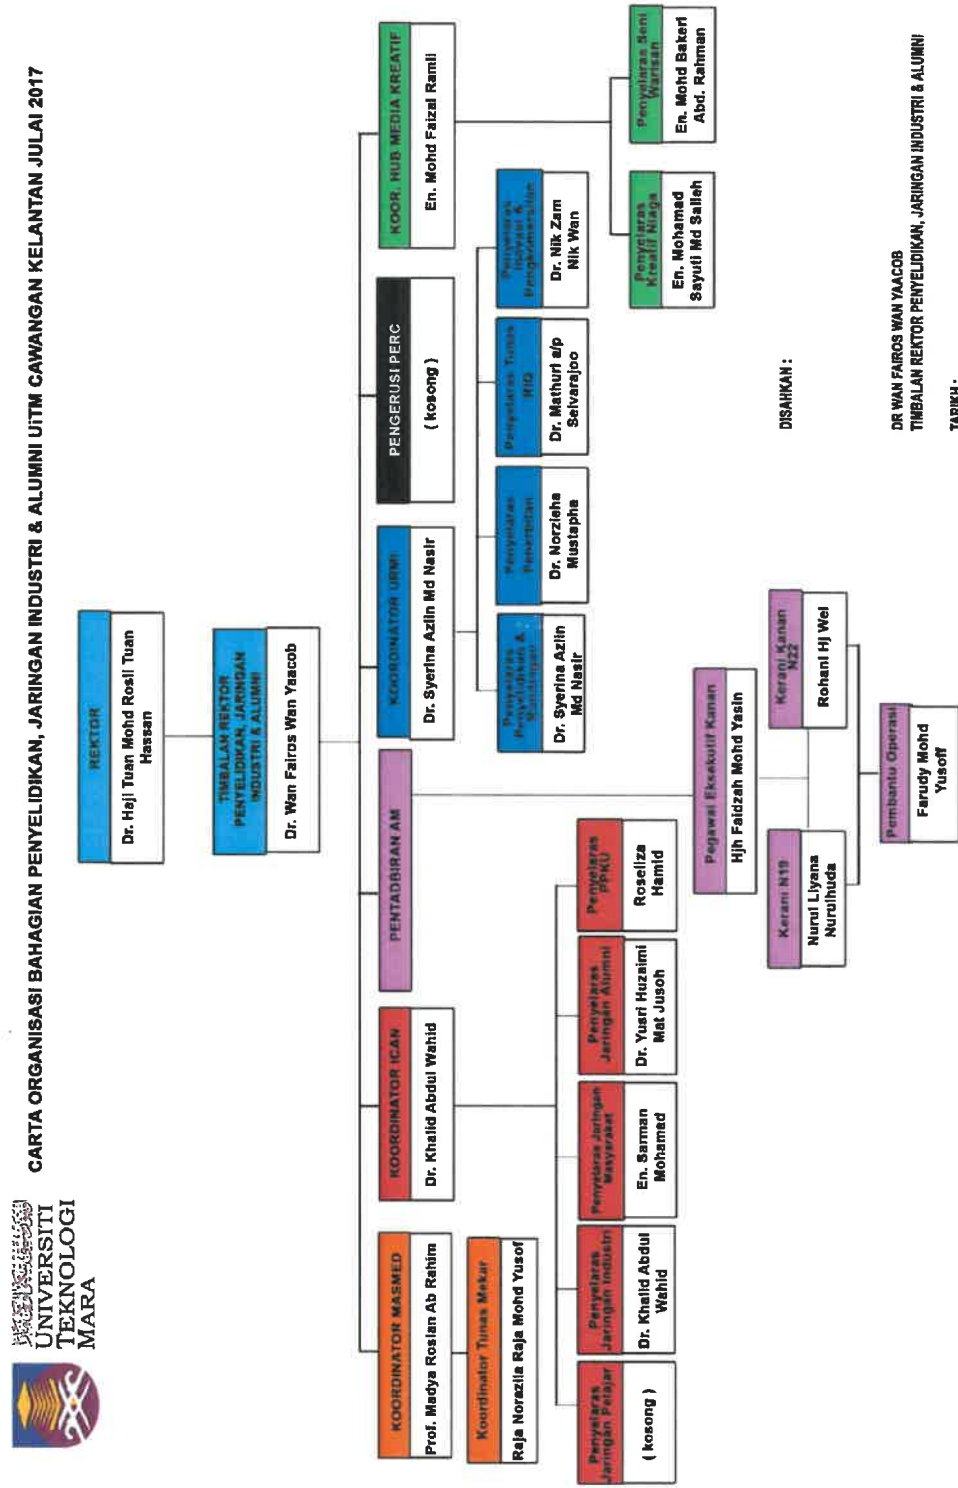 UNIVERSITI
TEKNOLOGI
MARA
CARTA ORGANISASI BAHAGIAN PENYELIDIKAN, JARINGAN INDUSTRI & ALUMNI UiTM CAWANGAN KELANTAN JULAI 2017
REKTOR
Dr. Haji Tuan Mohd Rosli Tuan
Hassan
TIMBALAN REKTOR
PENYELIDIKAN, JARINGAN
INDUSTRI & ALUMNI
Dr. Wan Fairos Wan Yaacob
KOORDINATOR MASMED
Prof. Madya Roslan Ab Rahim
Koordinator Tunas Mekar
Raja Norazila Raja Mohd Yusof
KOORDINATOR ICAN
Dr. Khalid Abdul Wahid
Penyelaras
Jaringan Pelajar
( kosong )
Penyelaras
Jaringan Industri
Dr. Khalid Abdul
Wahid
Penyelaras Jaringan
Masyarakat
En. Sarman
Mohamad
Penyelaras
Jaringan Alumni
Dr. Yusri Huzaimi
Mat Jusoh
Penyelaras
PPKU
Roseliza
Hamid
PENTADBIRAN AM
Pegawai Eksekutif Kanan
Hjh Faidzah Mohd Yasin
Kerani N19
Nurul Liyana
Nurulhuda
Kerani Kanan
N22
Rohani Hj Wel
Pembantu Operasi
Farudy Mohd
Yusoff
KOORDINATOR URMI
Dr. Syerina Azlin Md Nasir
Penyelaras
Penyelidikan &
Dr. Syerina Azlin
Md Nasir
Penyelaras
Penerbitan
Dr. Norzieha
Mustapha
Penyelaras Tunas
RIQ
Dr. Mathuri a/p
Selvarajoo
Penyelaras
Inovasi &
Pengkomersilan
Dr. Nik Zam
Nik Wan
PENGERUSI PERC
( kosong )
KOOR. HUB MEDIA KREATIF
En. Mohd Faizal Ramli
Penyelaras
Kreatif Niaga
En. Mohamad
Sayuti Md Salleh
Penyelaras Seni
Warisan
En. Mohd Bakeri
Abd. Rahman
DISAHKAN :
DR WAN FAIROS WAN YAACOB
TIMBALAN REKTOR PENYELIDIKAN, JARINGAN INDUSTRI & ALUMNI
TARIKH :